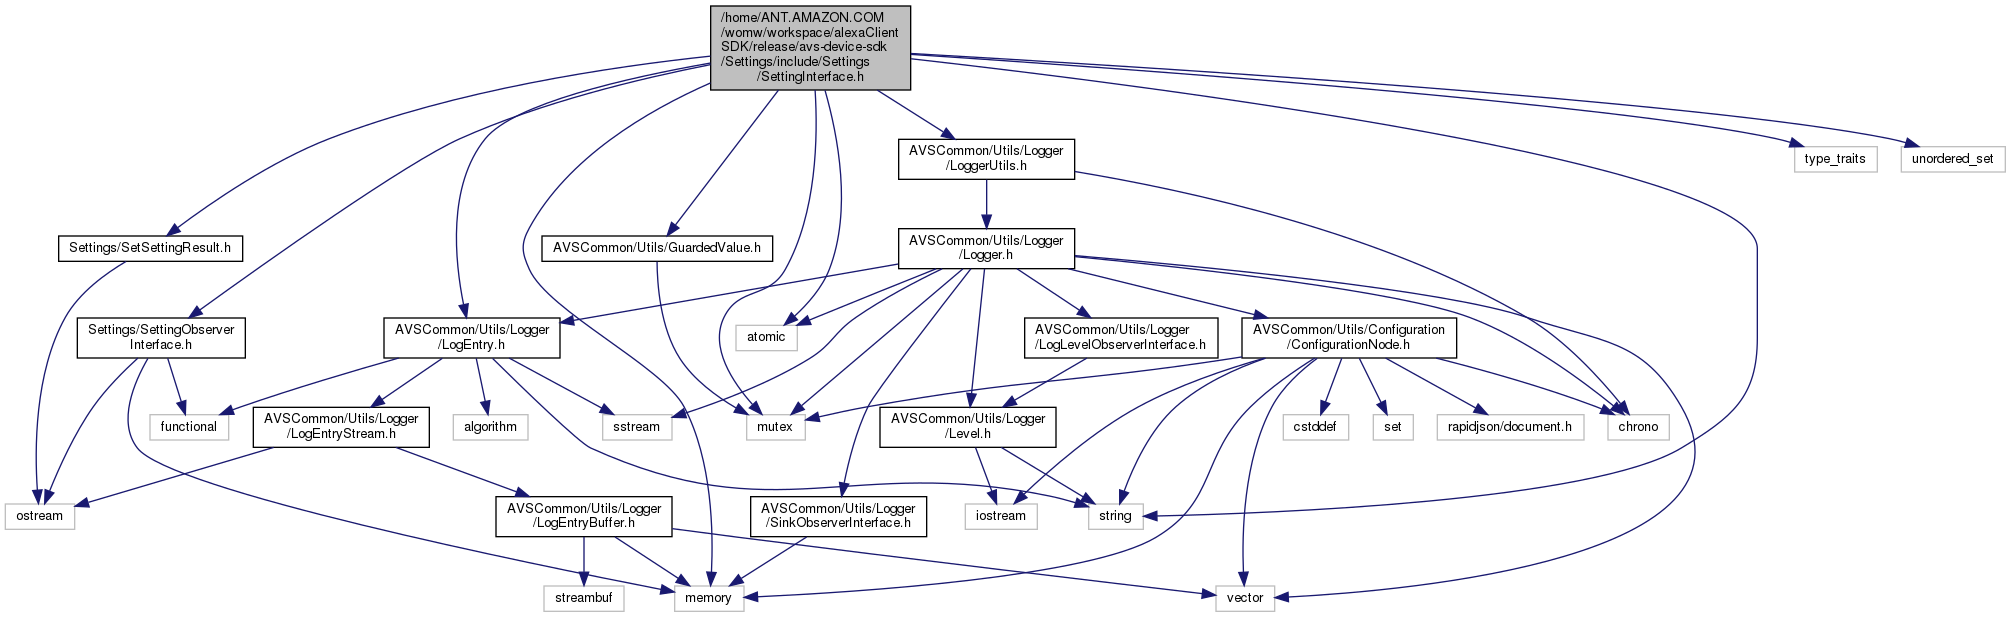 /home/ANT.AMAZON.COM
/womw/workspace/alexaClient
SDK/release/avs-device-sdk
/Settings/include/Settings
/SettingInterface.h
AVSCommon/Utils/Logger
/LoggerUtils.h
type_traits
unordered_set
Settings/SetSettingResult.h
AVSCommon/Utils/GuardedValue.h
AVSCommon/Utils/Logger
/Logger.h
Settings/SettingObserver
Interface.h
AVSCommon/Utils/Logger
/LogEntry.h
atomic
AVSCommon/Utils/Logger
/LogLevelObserverInterface.h
AVSCommon/Utils/Configuration
/ConfigurationNode.h
functional
AVSCommon/Utils/Logger
/LogEntryStream.h
algorithm
sstream
mutex
AVSCommon/Utils/Logger
/Level.h
cstddef
set
rapidjson/document.h
chrono
ostream
AVSCommon/Utils/Logger
/LogEntryBuffer.h
AVSCommon/Utils/Logger
/SinkObserverInterface.h
iostream
string
streambuf
memory
vector